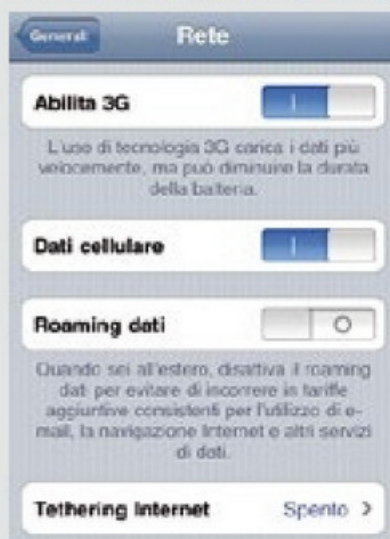 Generali
Rete
Abilita 3G
L'uso di tecnologia 3G carica i dati più
velocemente, ma può diminuire la durata
della batteria.
Dati cellulare
Roaming dati
Quando sei all'estero, disattiva il roaming
dati per evitare di incorrere in tariffe
aggiuntive consistenti per l'utilizzo di e-
mail, la navigazione Internet e altri servizi
di dati.
Tethering Internet
Spento >